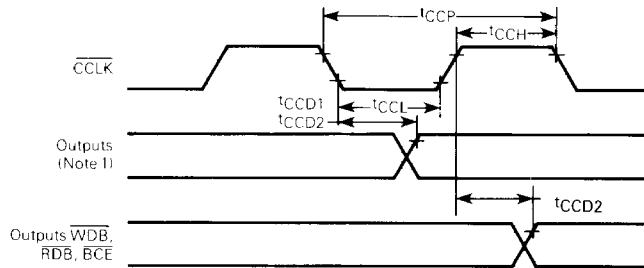 tCCP
tCCH
CCLK
tCCD1
tCCL
tCCD2
Outputs
(Note 1)
tCCD2
Outputs WDB,
RDB, BCE